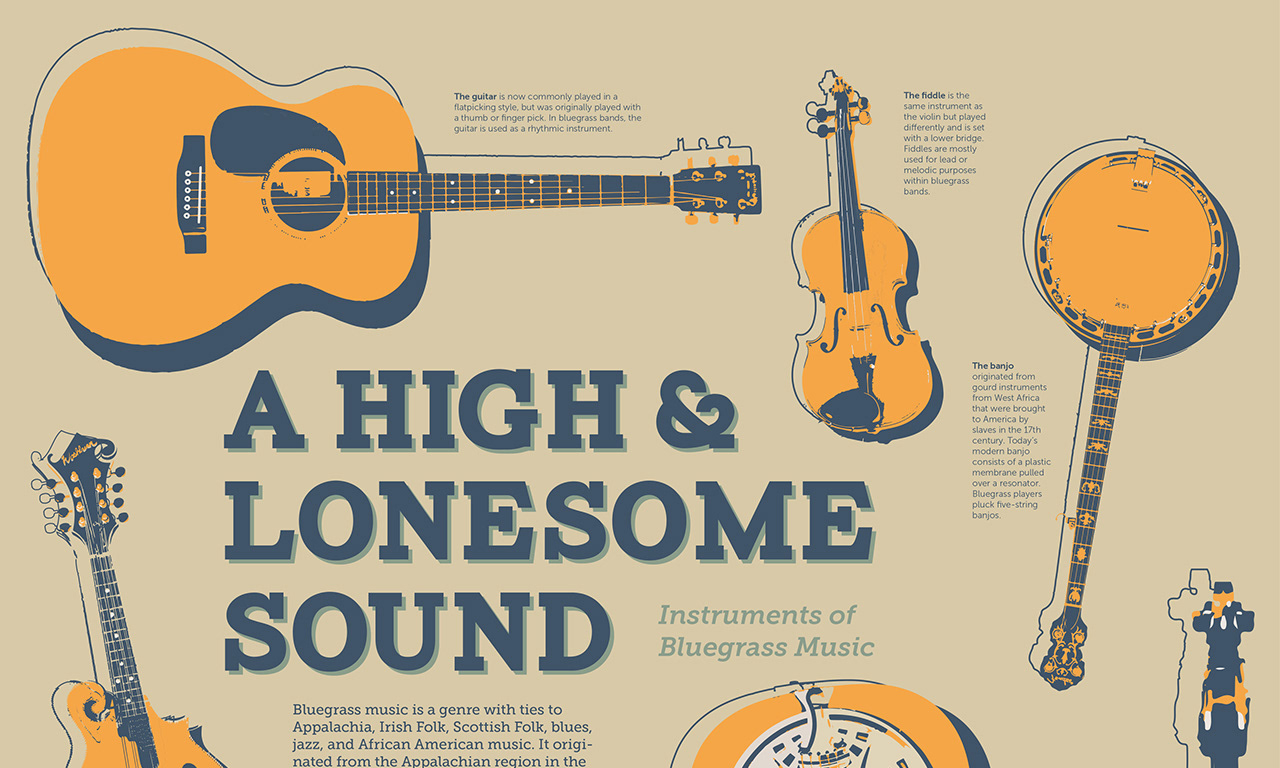 The guitar is now commonly played in a
flatpicking style, but was originally played with
a thumb or finger pick. In bluegrass bands, the
guitar is used as a rhythmic instrument.
The fiddle is the
same instrument as
the violin but played
differently and is set
with a lower bridge.
Fiddles are mostly
used for lead or
melodic purposes
within bluegrass
bands.
The banjo
originated from
gourd instruments
from West Africa
that were brought
to America by
slaves in the 17th
century. Today's
modern banjo
consists of a plastic
membrane pulled
over a resonator.
Bluegrass players
pluck five-string
banjos.
A HIGH &
LONESOME
SOUND
Instruments of
Bluegrass Music
Bluegrass music is a genre with ties to
Appalachia, Irish Folk, Scottish Folk, blues,
jazz, and African American music. It origi-
nated from the Appalachian region in the